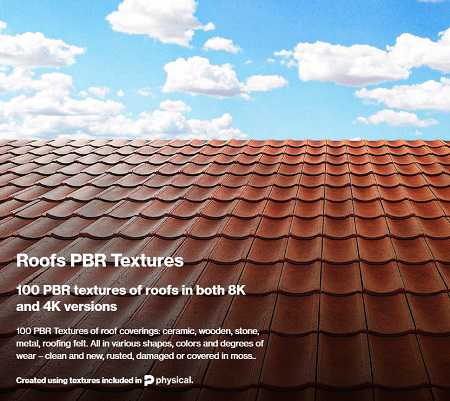 Roofs PBR Textures
100 PBR textures of roofs in both 8K
and 4K versions
100 PBR Textures of roof coverings: ceramic, wooden, stone,
metal, roofing felt. All in various shapes, colors and degrees of
wear – clean and new, rusted, damaged or covered in moss..
Created using textures included in physical.